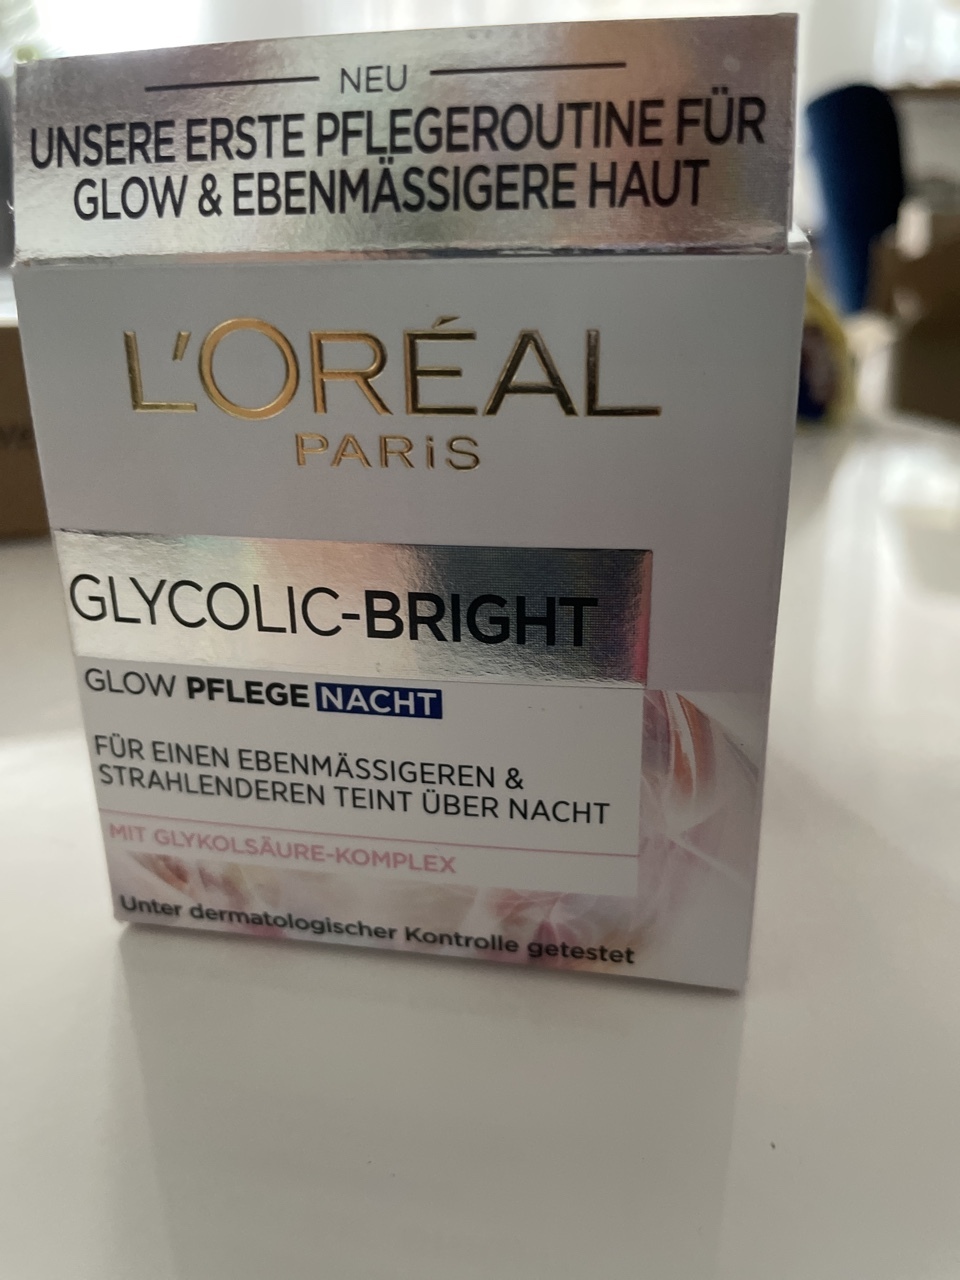 NEU
UNSERE ERSTE PFLEGEROUTINE FÜR
GLOW & EBENMÄSSIGERE HAUT
L'ORÉAL
PARiS
GLYCOLIC-BRIGHT
GLOW PFLEGE NACHT
FÜR EINEN EBENMÄSSIGEREN &
STRAHLENDEREN TEINT ÜBER NACHT
MIT GLYKOLSÄURE-KOMPLEX
Unter dermatologischer Kontrolle getestet